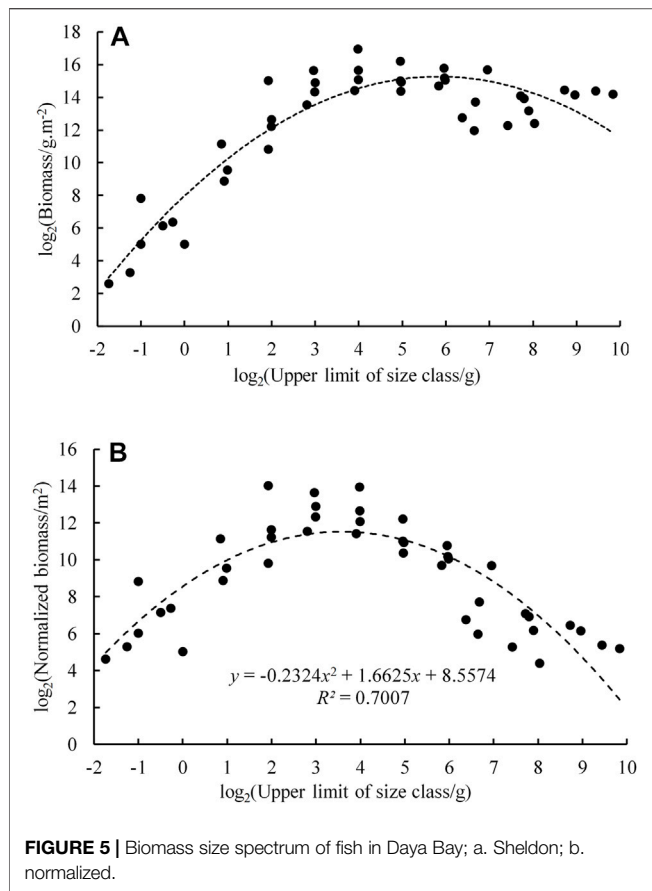 A
log₂(Biomass/g.m⁻²)
18
16
14
12
10
8
6
4
2
0
-2 -1 0 1 2 3 4 5 6 7 8 9 10
log₂(Upper limit of size class/g)
B
log₂(Normalized biomass/m²)
16
14
12
10
8
6
4
2
0
y = -0.2324x² + 1.6625x + 8.5574
R² = 0.7007
-2 -1 0 1 2 3 4 5 6 7 8 9 10
log₂(Upper limit of size class/g)
FIGURE 5 | Biomass size spectrum of fish in Daya Bay; a. Sheldon; b.
normalized.